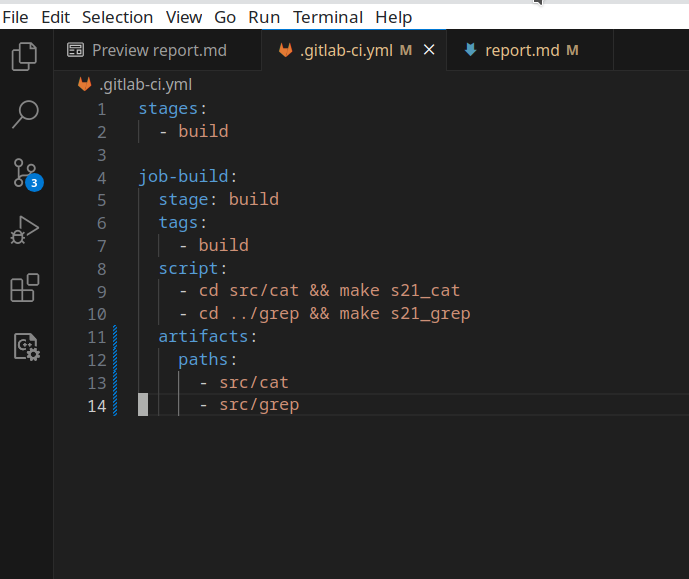 File Edit Selection View Go Run Terminal Help
Preview report.md .gitlab-ci.yml M × report.md M
.gitlab-ci.yml
1 stages:
2 - build
3
4 job-build:
5 stage: build
6 tags:
7 - build
8 script:
9 - cd src/cat && make s21_cat
10 - cd ../grep && make s21_grep
11 artifacts:
12 paths:
13 - src/cat
14 - src/grep
3